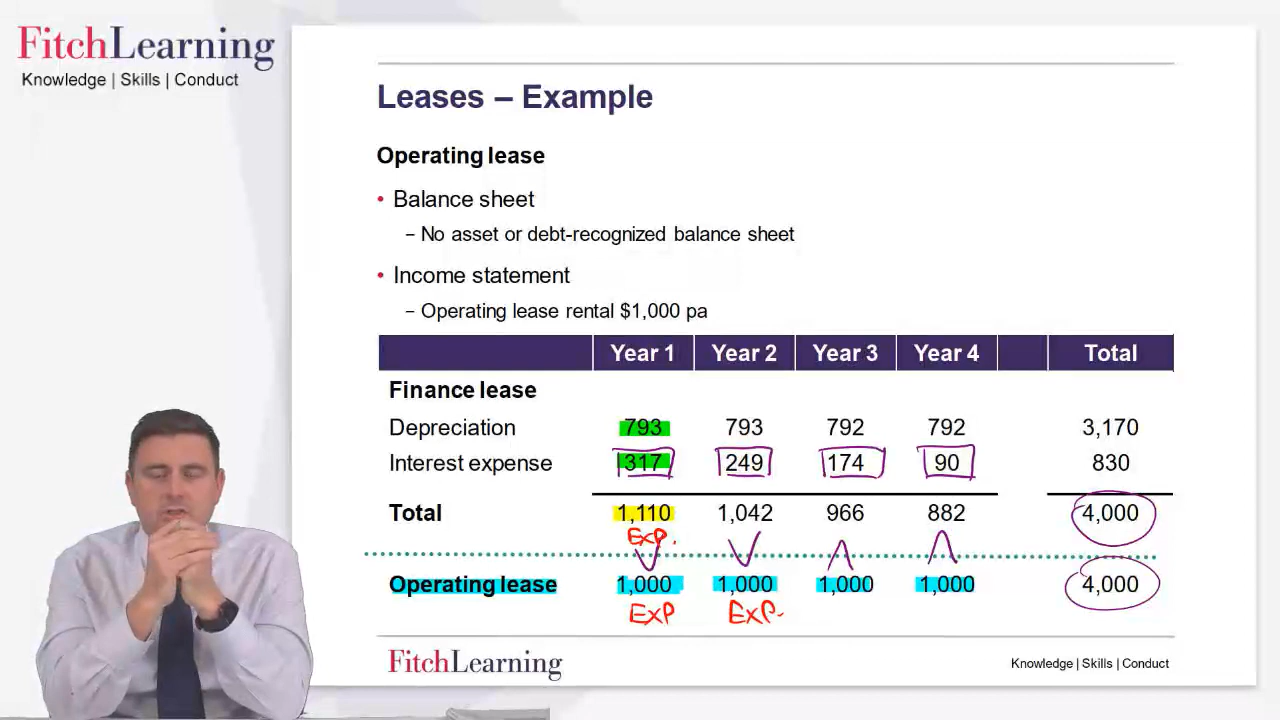 FitchLearning
Knowledge | Skills | Conduct
Leases – Example
Operating lease
• Balance sheet
– No asset or debt-recognized balance sheet
• Income statement
– Operating lease rental $1,000 pa
Year 1 Year 2 Year 3 Year 4 Total
Finance lease
Depreciation 793 793 792 792 3,170
Interest expense 317 249 174 90 830
Total 1,110 1,042 966 882 4,000
Exp.
Operating lease 1,000 1,000 1,000 1,000 4,000
Exp Exp.
FitchLearning
Knowledge | Skills | Conduct